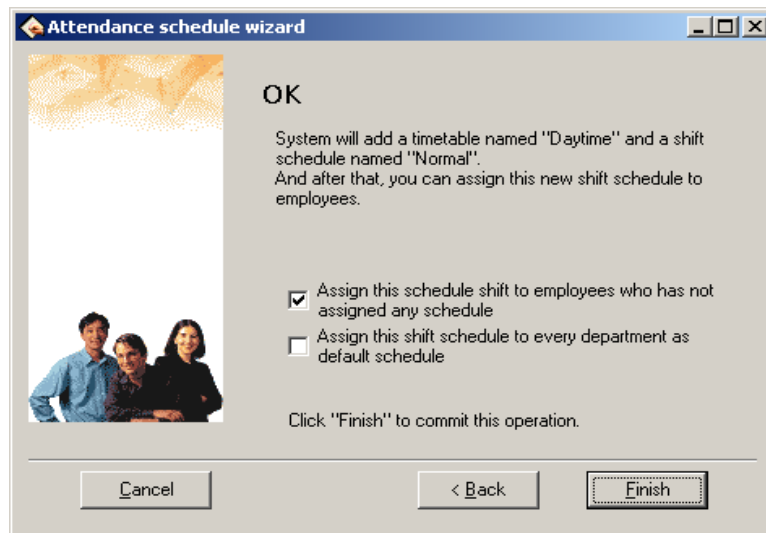 Attendance schedule wizard
OK
System will add a timetable named "Daytime" and a shift
schedule named "Normal".
And after that, you can assign this new shift schedule to
employees.
Assign this schedule shift to employees who has not
assigned any schedule
Assign this shift schedule to every department as
default schedule
Click "Finish" to commit this operation.
Cancel
< Back
Finish